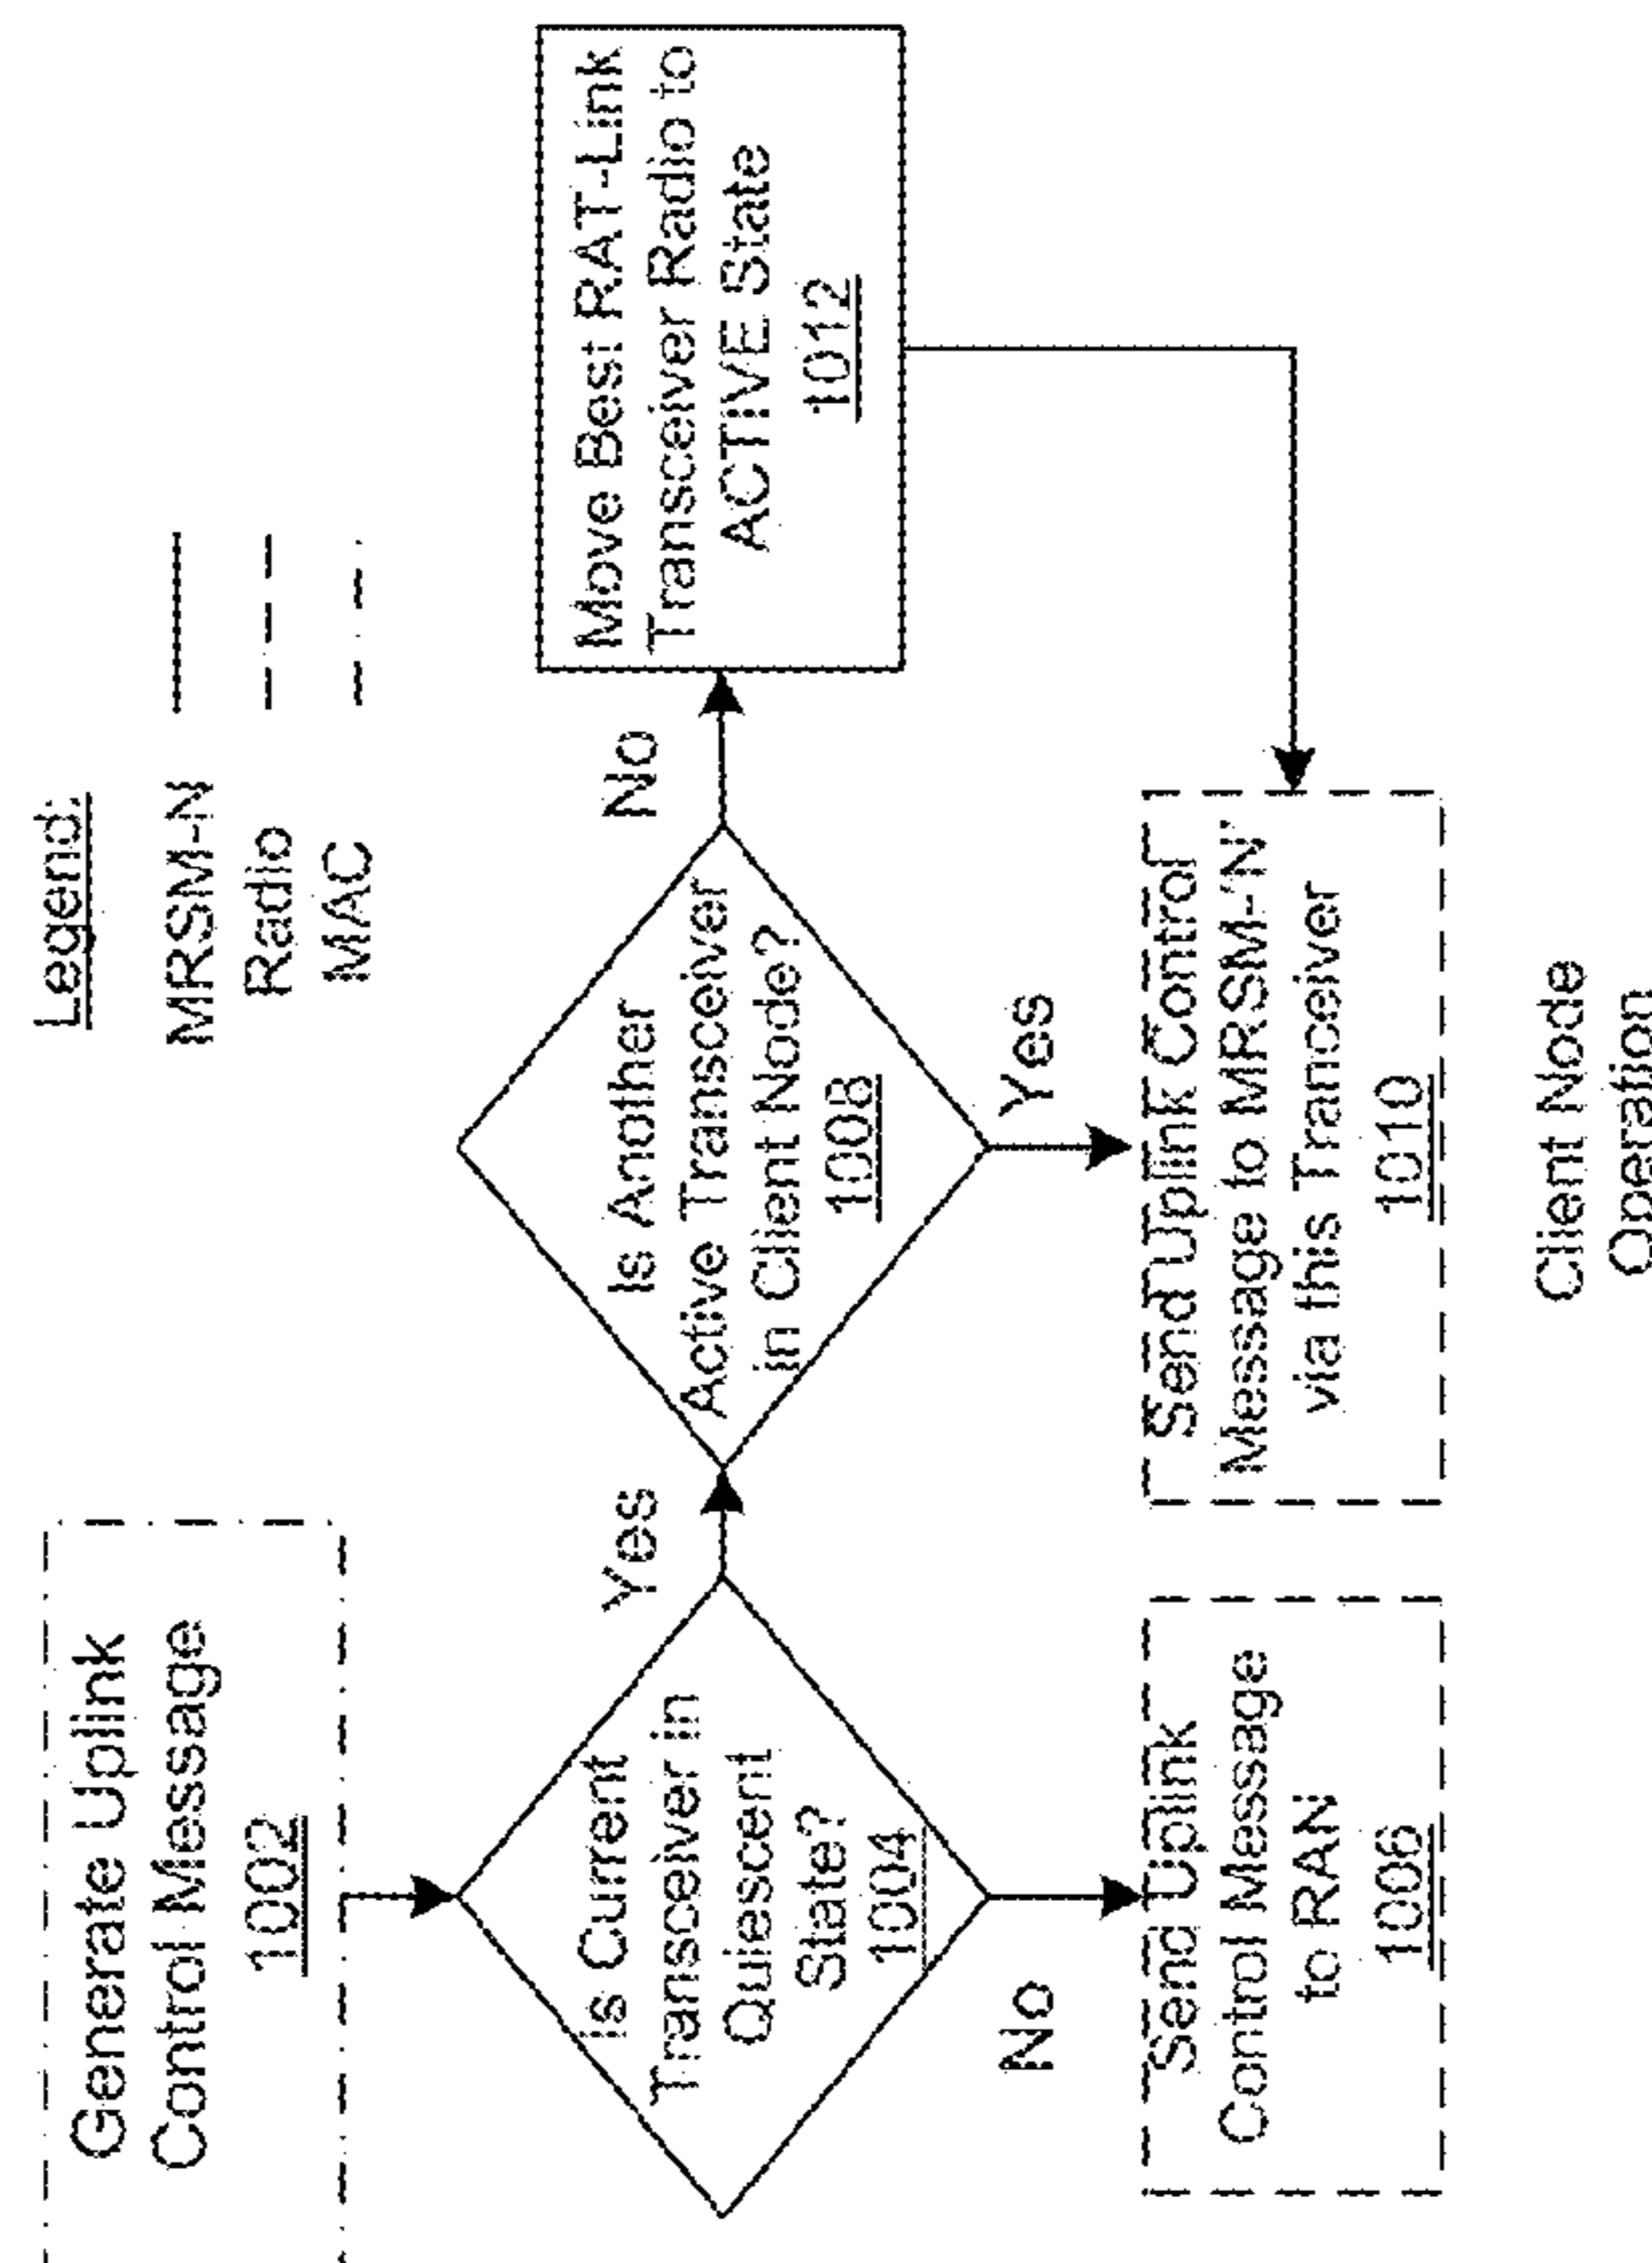 Legend:
MRSM-N
Radio
MAC
Generate Uplink
Control Message
1002
Is Current
Transceiver in
Quiescent
State?
1004
Yes
No
Send Uplink
Control Message
to RAN
1006
Is Another
Active Transceiver
in Client Node?
1008
No
Yes
Move Best RAT-Link
Transceiver Radio to
ACTIVE State
1012
Send Uplink Control
Message to MRSM-'N'
via this Tranceiver
1010
Client Node
Operation